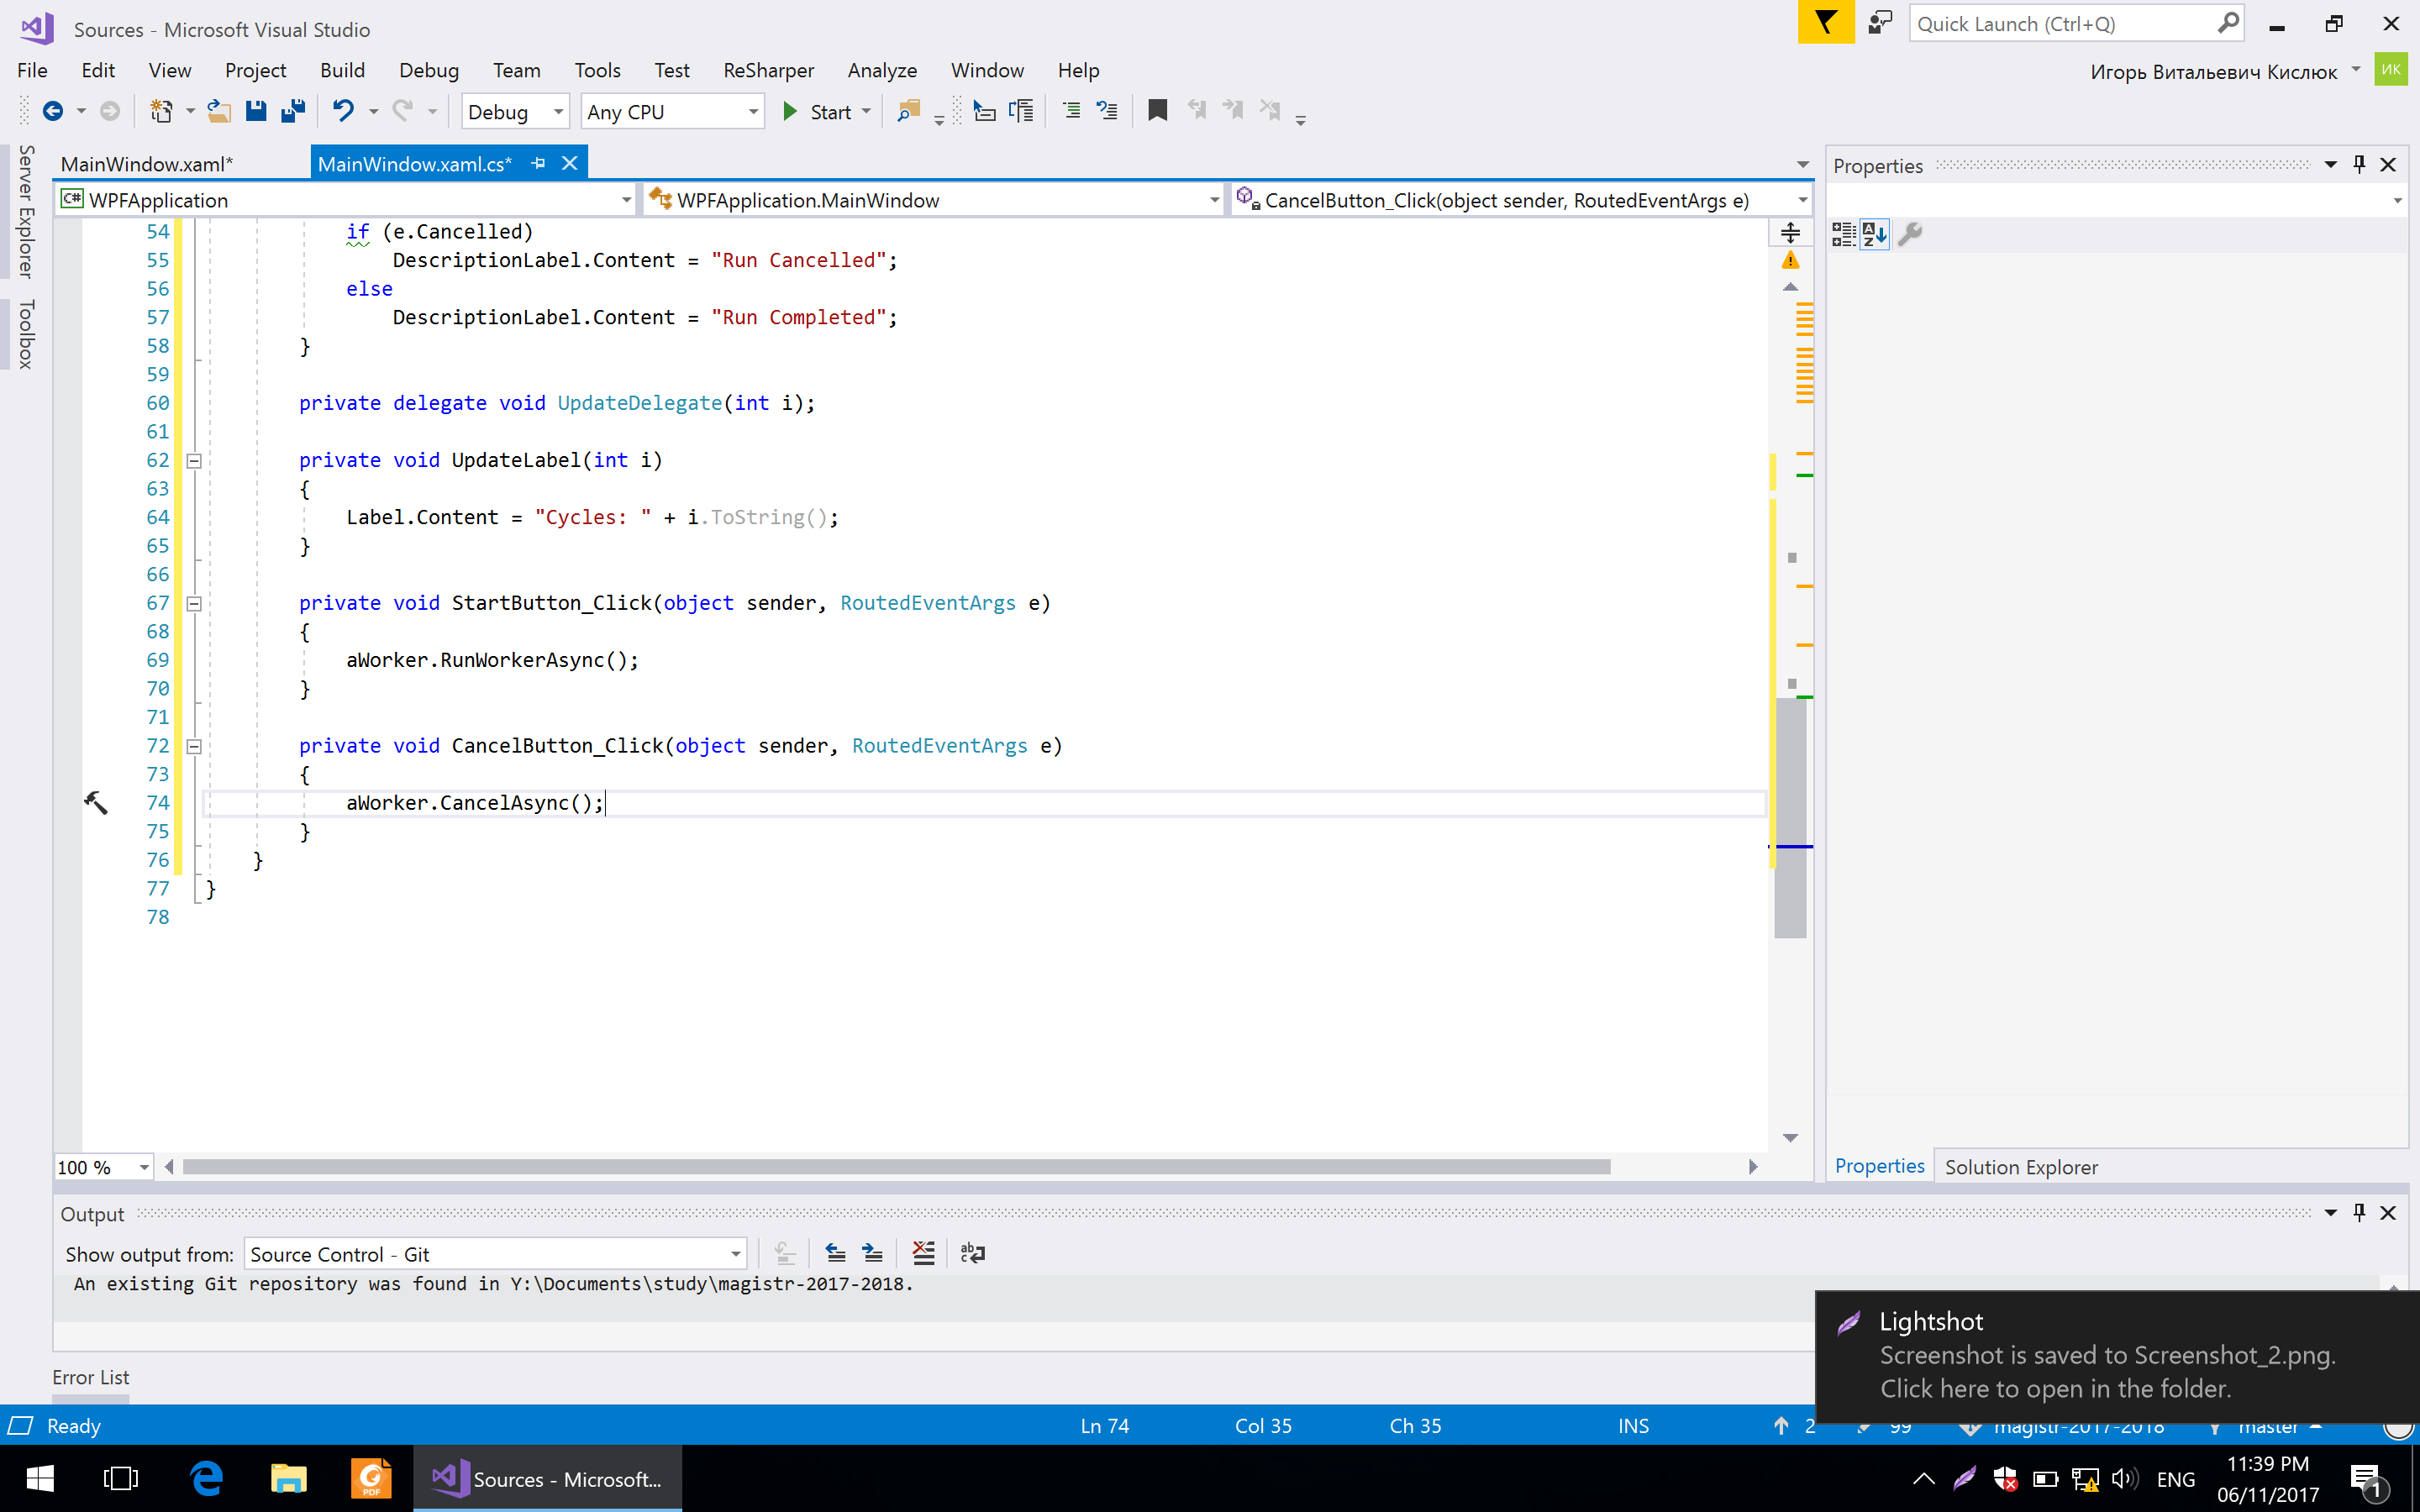 Sources - Microsoft Visual Studio
Quick Launch (Ctrl+Q)
File Edit View Project Build Debug Team Tools Test ReSharper Analyze Window Help
Игорь Витальевич Кислюк
ИК
Debug Any CPU Start
Server Explorer
Toolbox
MainWindow.xaml* MainWindow.xaml.cs*
C# WPFApplication WPFApplication.MainWindow CancelButton_Click(object sender, RoutedEventArgs e)
54 if (e.Cancelled)
55 DescriptionLabel.Content = "Run Cancelled";
56 else
57 DescriptionLabel.Content = "Run Completed";
58 }
59
60 private delegate void UpdateDelegate(int i);
61
62 private void UpdateLabel(int i)
63 {
64 Label.Content = "Cycles: " + i.ToString();
65 }
66
67 private void StartButton_Click(object sender, RoutedEventArgs e)
68 {
69 aWorker.RunWorkerAsync();
70 }
71
72 private void CancelButton_Click(object sender, RoutedEventArgs e)
73 {
74 aWorker.CancelAsync();
75 }
76 }
77 }
78
100 %
Properties
Properties Solution Explorer
Output
Show output from: Source Control - Git
An existing Git repository was found in Y:\Documents\study\magistr-2017-2018.
Error List
Lightshot
Screenshot is saved to Screenshot_2.png.
Click here to open in the folder.
Ready Ln 74 Col 35 Ch 35 INS 2 99 magistr-2017-2018 master
PDF
Sources - Microsoft...
ENG
11:39 PM
06/11/2017
1